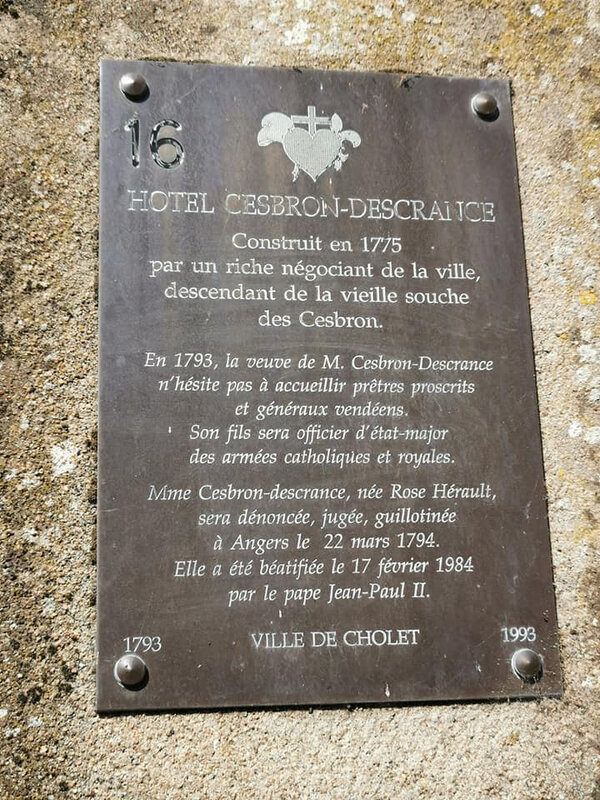 16
HOTEL CESBRON-DESCRANCE
Construit en 1775
par un riche négociant de la ville,
descendant de la vieille souche
des Cesbron.
En 1793, la veuve de M. Cesbron-Descrance
n'hésite pas à accueillir prêtres proscrits
et généraux vendéens.
Son fils sera officier d'état-major
des armées catholiques et royales.
Mme Cesbron-descrance, née Rose Hérault,
sera dénoncée, jugée, guillotinée
à Angers le 22 mars 1794.
Elle a été béatifiée le 17 février 1984
par le pape Jean-Paul II.
1793 VILLE DE CHOLET 1993